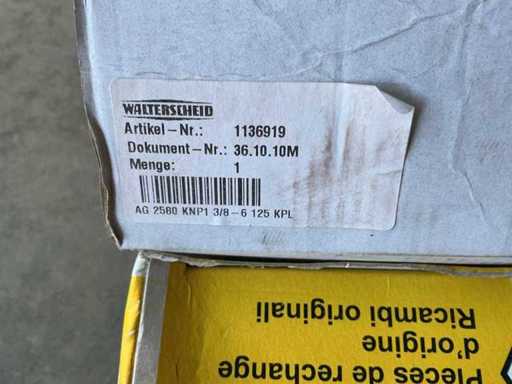 WALTERSCHEID
Artikel-Nr.: 1136919
Dokument-Nr.: 36.10.10M
Menge: 1
AG 2580 KNP1 3/8-6 125 KPL
Pièces de rechange
d'origine
Ricambi originali